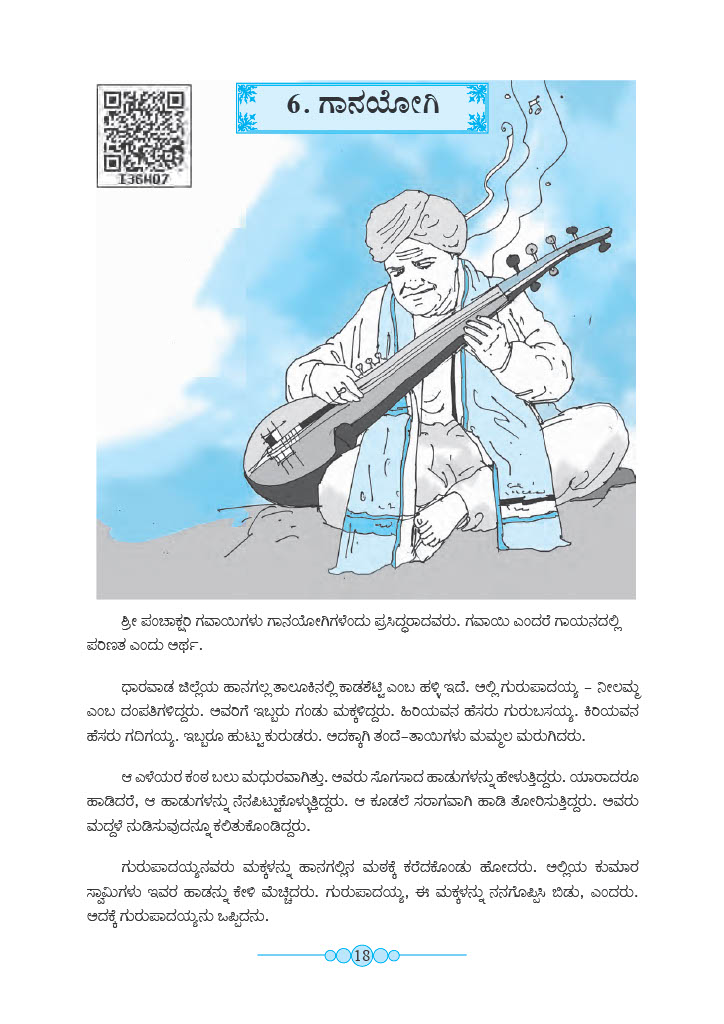 I36W07
6. ಗಾನಯೋಗಿ
ಶ್ರೀ ಪಂಚಾಕ್ಷರಿ ಗವಾಯಿಗಳು ಗಾನಯೋಗಿಗಳೆಂದು ಪ್ರಸಿದ್ಧರಾದವರು. ಗವಾಯಿ ಎಂದರೆ ಗಾಯನದಲ್ಲಿ
ಪರಿಣತ ಎಂದು ಅರ್ಥ.
ಧಾರವಾಡ ಜಿಲ್ಲೆಯ ಹಾನಗಲ್ಲ ತಾಲೂಕಿನಲ್ಲಿ ಕಾಡಶೆಟ್ಟಿ ಎಂಬ ಹಳ್ಳಿ ಇದೆ. ಅಲ್ಲಿ ಗುರುಪಾದಯ್ಯ – ನೀಲಮ್ಮ
ಎಂಬ ದಂಪತಿಗಳಿದ್ದರು. ಅವರಿಗೆ ಇಬ್ಬರು ಗಂಡು ಮಕ್ಕಳಿದ್ದರು. ಹಿರಿಯವನ ಹೆಸರು ಗುರುಬಸಯ್ಯ. ಕಿರಿಯವನ
ಹೆಸರು ಗದಿಗಯ್ಯ. ಇಬ್ಬರೂ ಹುಟ್ಟುಕುರುಡರು. ಅದಕ್ಕಾಗಿ ತಂದೆ-ತಾಯಿಗಳು ಮಮ್ಮಲ ಮರುಗಿದರು.
ಆ ಎಳೆಯರ ಕಂಠ ಬಲು ಮಧುರವಾಗಿತ್ತು. ಅವರು ಸೊಗಸಾದ ಹಾಡುಗಳನ್ನು ಹೇಳುತ್ತಿದ್ದರು. ಯಾರಾದರೂ
ಹಾಡಿದರೆ, ಆ ಹಾಡುಗಳನ್ನು ನೆನಪಿಟ್ಟುಕೊಳ್ಳುತ್ತಿದ್ದರು. ಆ ಕೂಡಲೆ ಸರಾಗವಾಗಿ ಹಾಡಿ ತೋರಿಸುತ್ತಿದ್ದರು. ಅವರು
ಮದ್ದಳೆ ನುಡಿಸುವುದನ್ನೂ ಕಲಿತುಕೊಂಡಿದ್ದರು.
ಗುರುಪಾದಯ್ಯನವರು ಮಕ್ಕಳನ್ನು ಹಾನಗಲ್ಲಿನ ಮಠಕ್ಕೆ ಕರೆದಕೊಂಡು ಹೋದರು. ಅಲ್ಲಿಯ ಕುಮಾರ
ಸ್ವಾಮಿಗಳು ಇವರ ಹಾಡನ್ನು ಕೇಳಿ ಮೆಚ್ಚಿದರು. ಗುರುಪಾದಯ್ಯ, ಈ ಮಕ್ಕಳನ್ನು ನನಗೊಪ್ಪಿಸಿ ಬಿಡು, ಎಂದರು.
ಅದಕ್ಕೆ ಗುರುಪಾದಯ್ಯನು ಒಪ್ಪಿದನು.
18